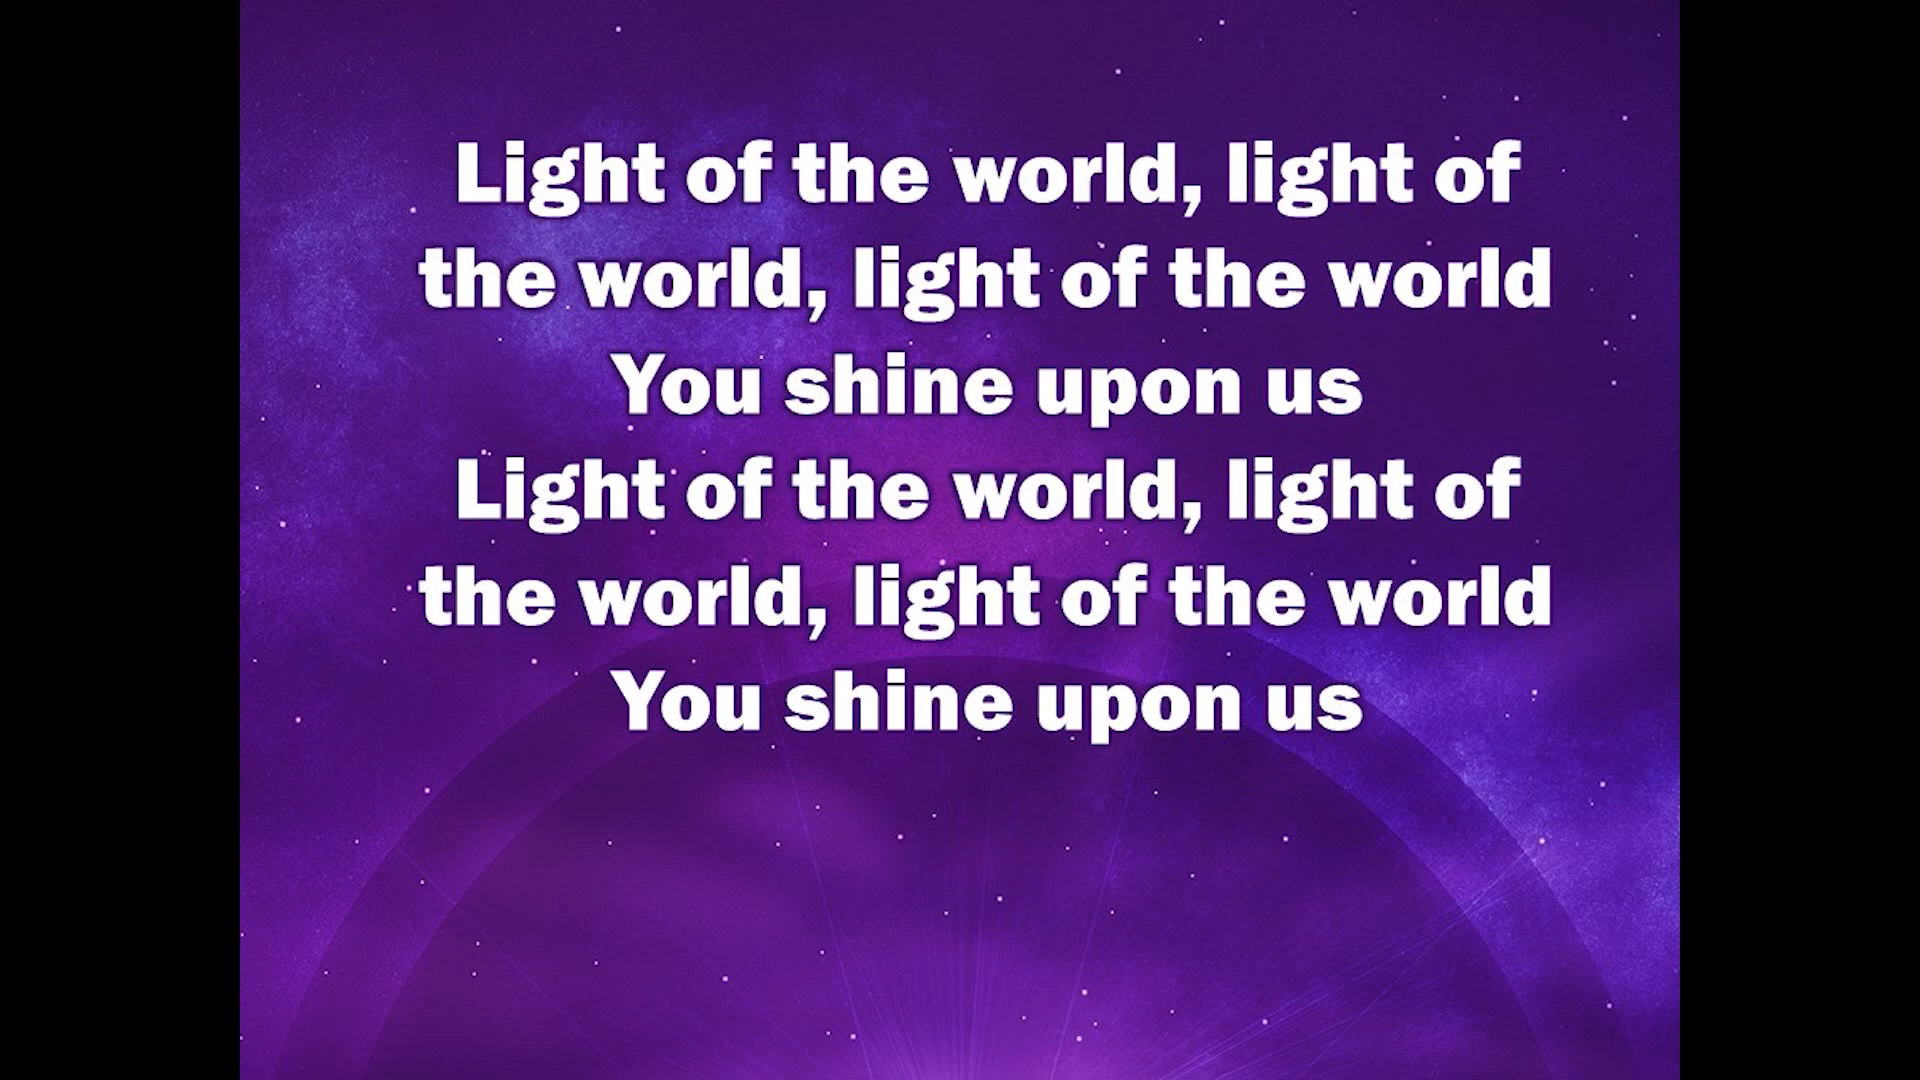 Light of the world, light of
the world, light of the world
You shine upon us
Light of the world, light of
the world, light of the world
You shine upon us